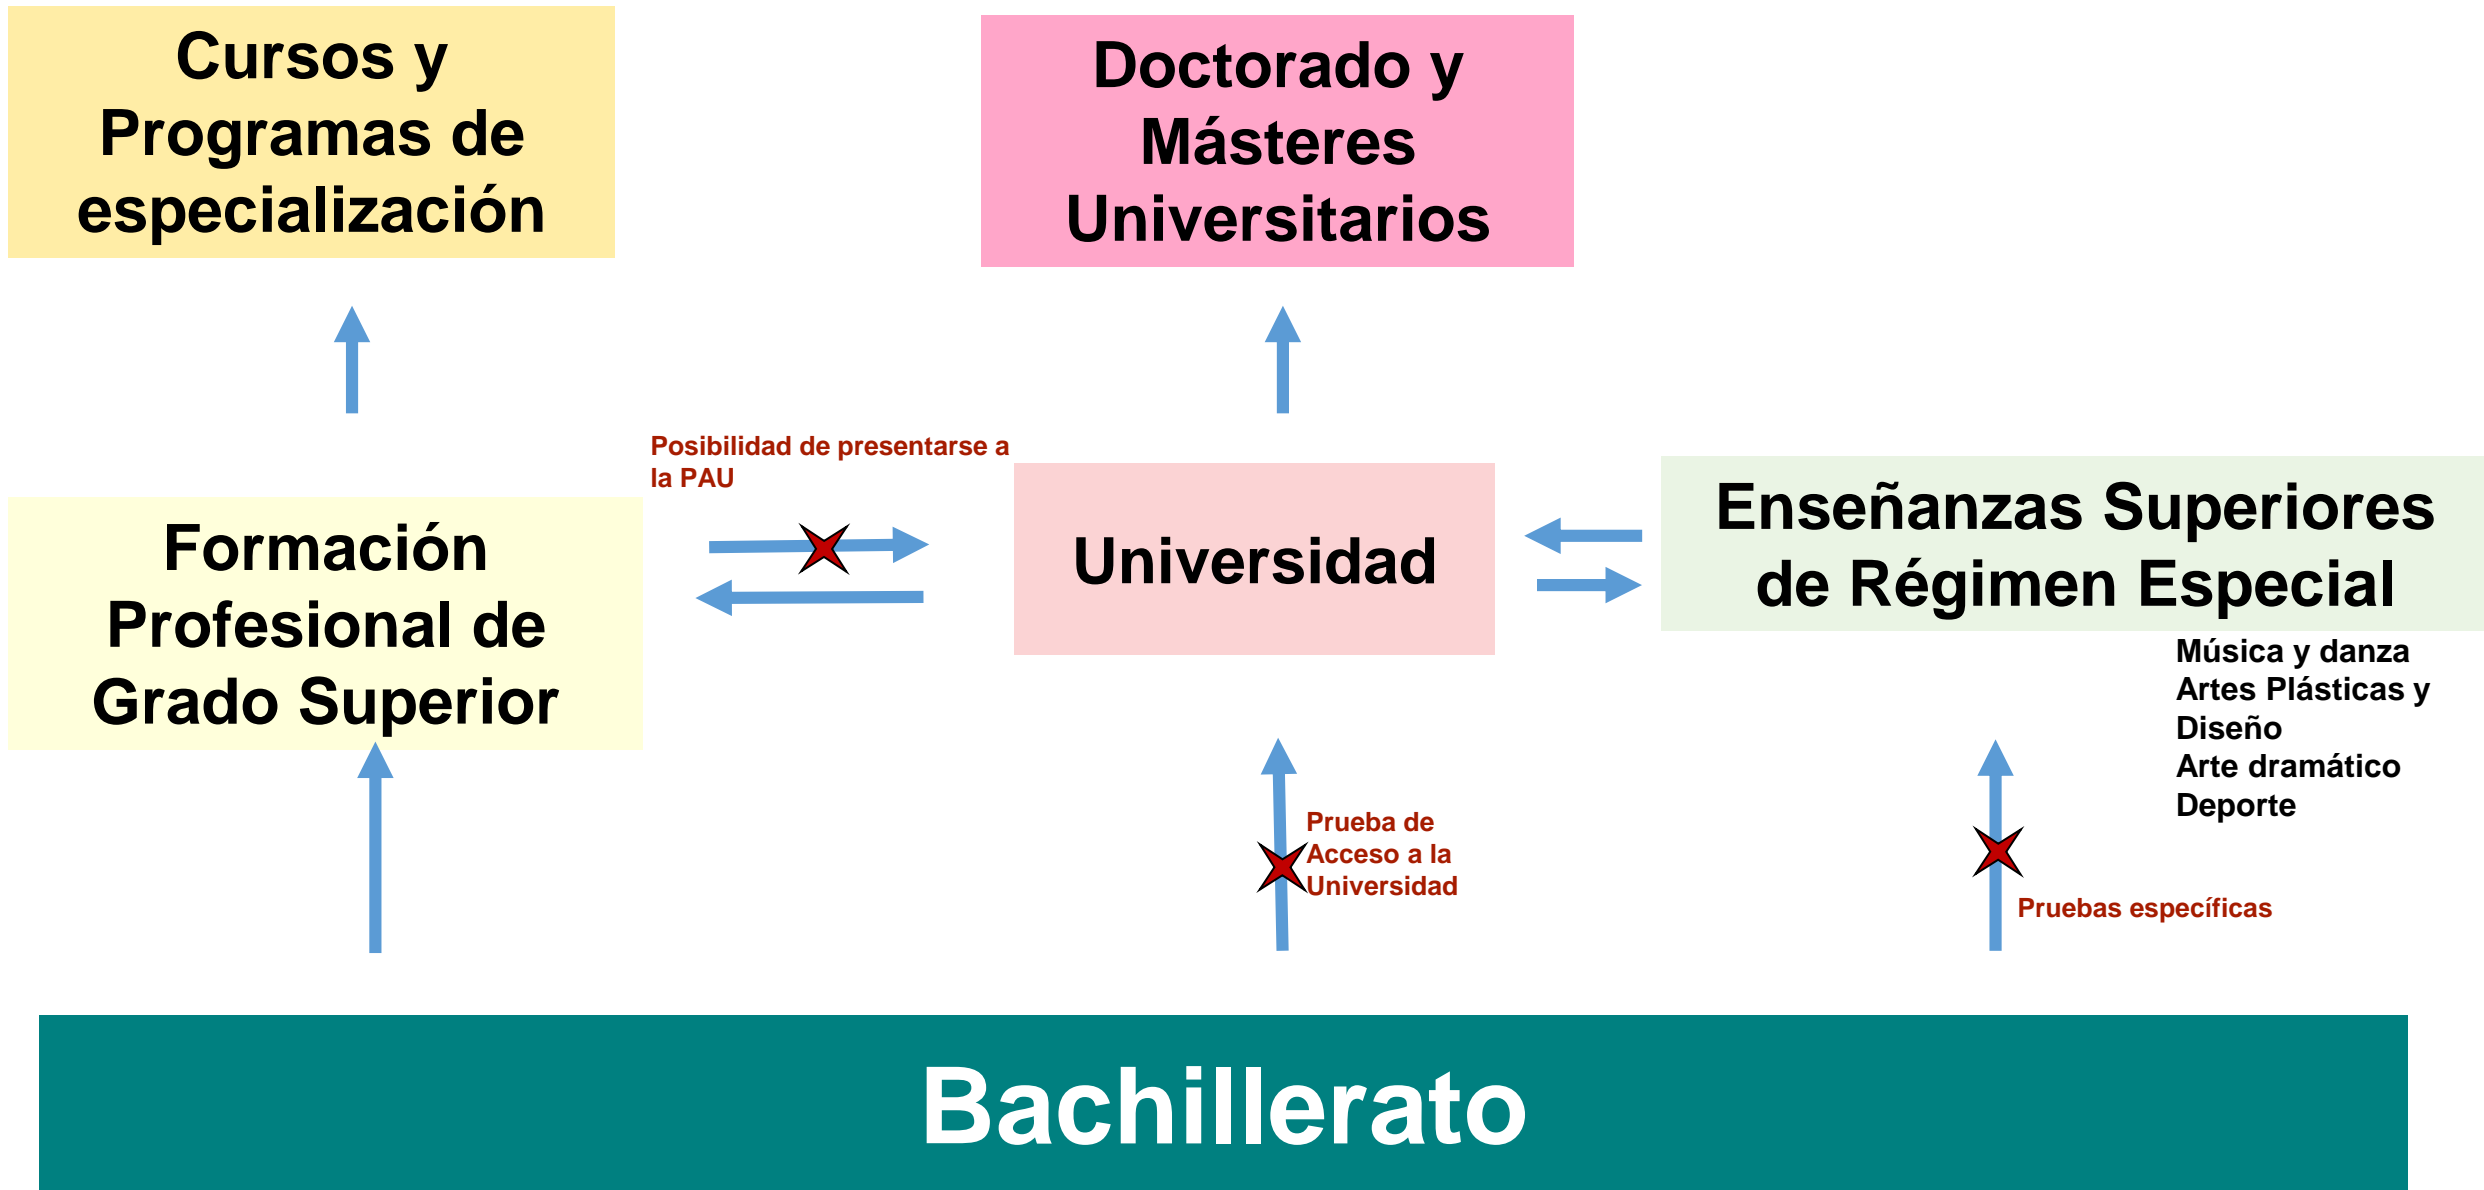 Cursos y
Programas de
especialización
Doctorado y
Másteres
Universitarios
Posibilidad de presentarse a
la PAU
Formación
Profesional de
Grado Superior
Universidad
Enseñanzas Superiores
de Régimen Especial
Música y danza
Artes Plásticas y
Diseño
Arte dramático
Deporte
Prueba de
Acceso a la
Universidad
Pruebas específicas
Bachillerato